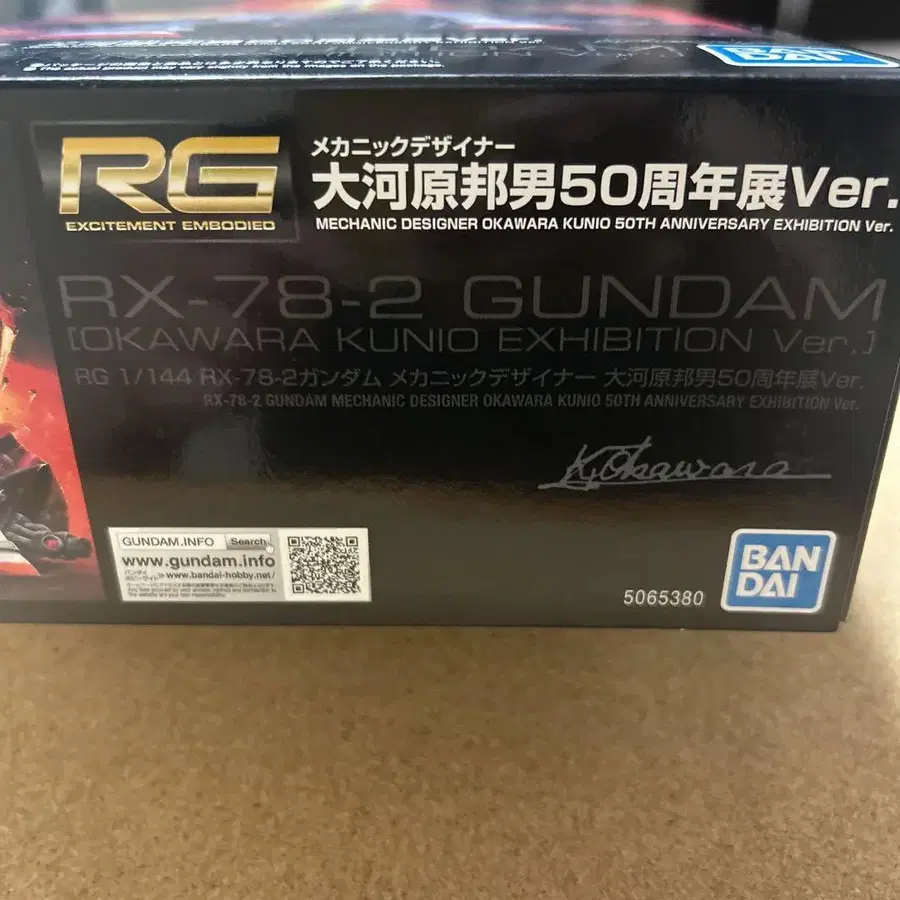 BANDAI
RG
EXCITEMENT EMBODIED
メカニックデザイナー
大河原邦男50周年展Ver.
MECHANIC DESIGNER OKAWARA KUNIO 50TH ANNIVERSARY EXHIBITION Ver.
RX-78-2 GUNDAM
[OKAWARA KUNIO EXHIBITION Ver.]
RG 1/144 RX-78-2ガンダム メカニックデザイナー 大河原邦男50周年展Ver.
RX-78-2 GUNDAM MECHANIC DESIGNER OKAWARA KUNIO 50TH ANNIVERSARY EXHIBITION Ver.
K.Okawara
GUNDAM.INFO Search
www.gundam.info
www.bandai-hobby.net/
5065380
BAN
DAI